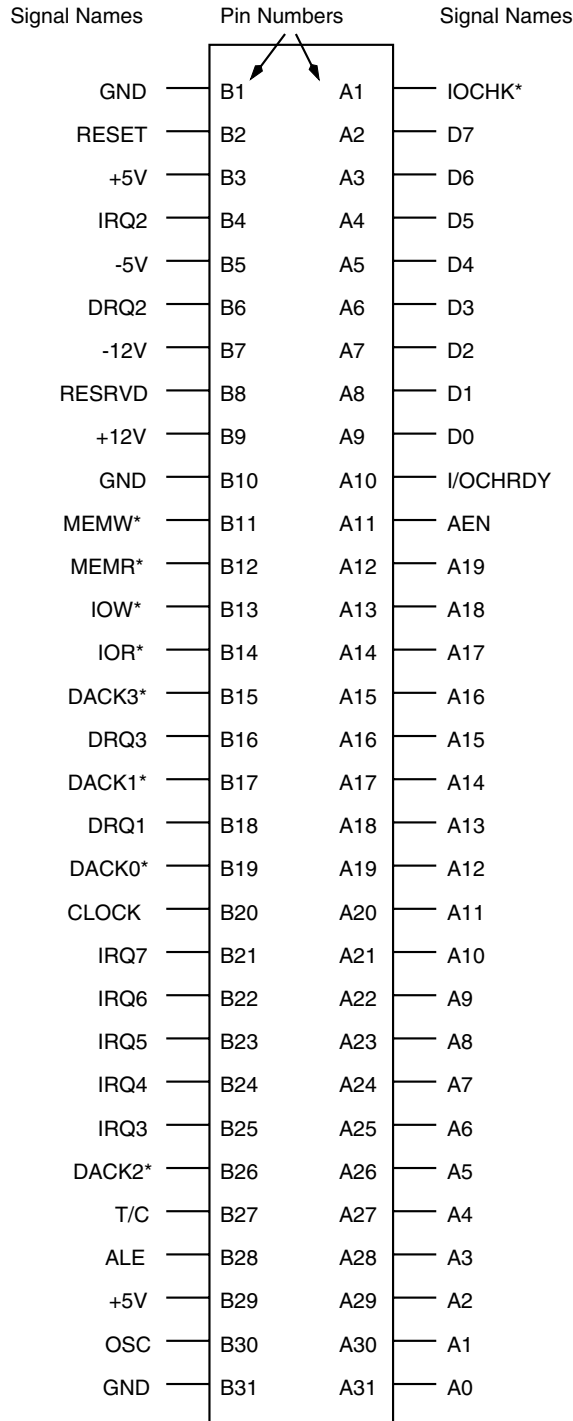 Signal Names Pin Numbers Signal Names
GND B1 A1 IOCHK*
RESET B2 A2 D7
+5V B3 A3 D6
IRQ2 B4 A4 D5
-5V B5 A5 D4
DRQ2 B6 A6 D3
-12V B7 A7 D2
RESRVD B8 A8 D1
+12V B9 A9 D0
GND B10 A10 I/OCHRDY
MEMW* B11 A11 AEN
MEMR* B12 A12 A19
IOW* B13 A13 A18
IOR* B14 A14 A17
DACK3* B15 A15 A16
DRQ3 B16 A16 A15
DACK1* B17 A17 A14
DRQ1 B18 A18 A13
DACK0* B19 A19 A12
CLOCK B20 A20 A11
IRQ7 B21 A21 A10
IRQ6 B22 A22 A9
IRQ5 B23 A23 A8
IRQ4 B24 A24 A7
IRQ3 B25 A25 A6
DACK2* B26 A26 A5
T/C B27 A27 A4
ALE B28 A28 A3
+5V B29 A29 A2
OSC B30 A30 A1
GND B31 A31 A0